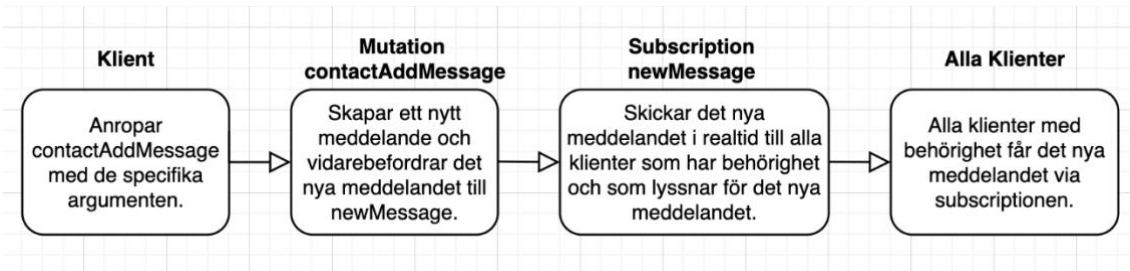 Klient
Anropar
contactAddMessage
med de specifika
argumenten.
Mutation
contactAddMessage
Skapar ett nytt
meddelande och
vidarebefordrar det
nya meddelandet till
newMessage.
Subscription
newMessage
Skickar det nya
meddelandet i realtid till alla
klienter som har behörighet
och som lyssnar för det nya
meddelandet.
Alla Klienter
Alla klienter med
behörighet får det nya
meddelandet via
subscriptionen.